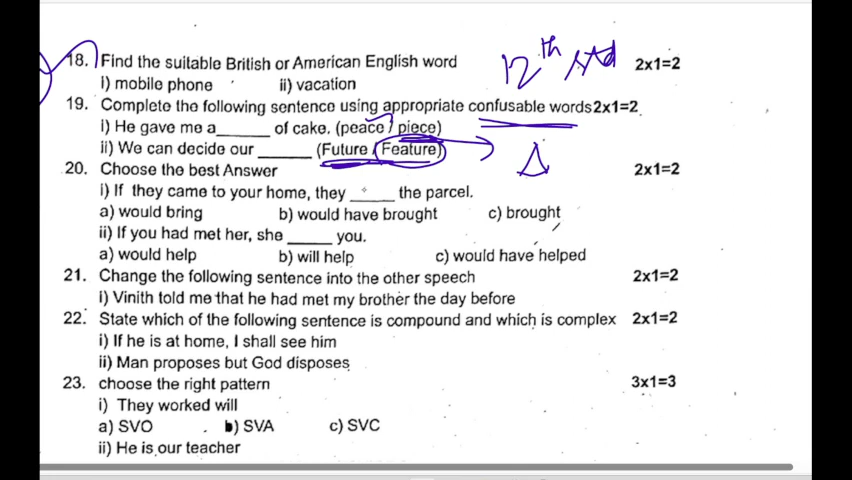 18. Find the suitable British or American English word 2x1=2
12th std
i) mobile phone ii) vacation
19. Complete the following sentence using appropriate confusable words2x1=2
i) He gave me a______ of cake. (peace / piece)
ii) We can decide our ______ (Future / Feature)
20. Choose the best Answer 2x1=2
i) If they came to your home, they _____ the parcel.
a) would bring b) would have brought c) brought
ii) If you had met her, she _____ you.
a) would help b) will help c) would have helped
21. Change the following sentence into the other speech 2x1=2
i) Vinith told me that he had met my brother the day before
22. State which of the following sentence is compound and which is complex 2x1=2
i) If he is at home, I shall see him
ii) Man proposes but God disposes
23. choose the right pattern 3x1=3
i) They worked will
a) SVO b) SVA c) SVC
ii) He is our teacher